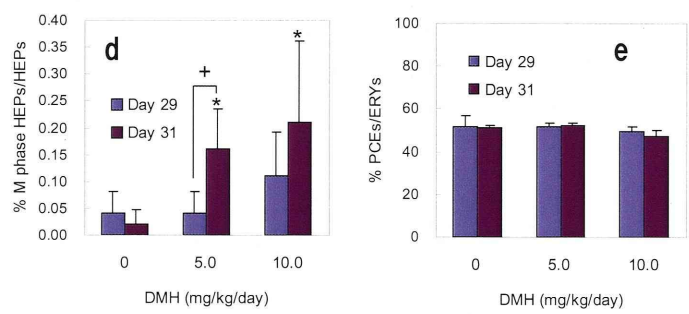 d
% M phase HEPs/HEPs
0.40
0.35
0.30
0.25
0.20
0.15
0.10
0.05
0.00
Day 29
Day 31
+
*
*
0 5.0 10.0
DMH (mg/kg/day)
e
% PCEs/ERYs
100
80
60
40
20
0
Day 29
Day 31
0 5.0 10.0
DMH (mg/kg/day)